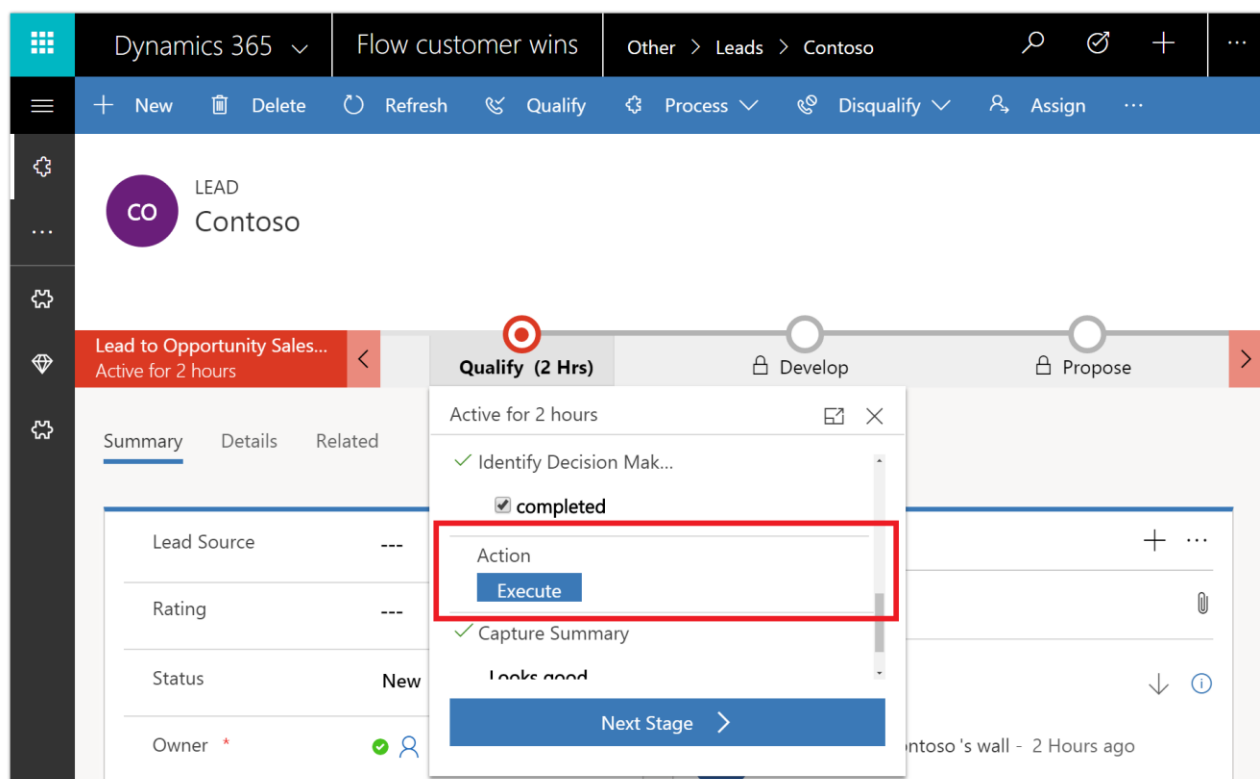 Dynamics 365 Flow customer wins Other > Leads > Contoso ...
New Delete Refresh Qualify Process Disqualify Assign ...
...
CO
LEAD
Contoso
Lead to Opportunity Sales...
Active for 2 hours
Qualify (2 Hrs)
Develop
Propose
Summary Details Related
Active for 2 hours
Identify Decision Mak...
completed
Action
Execute
Capture Summary
Looks good
Next Stage
Lead Source ---
Rating ---
Status New
Owner *
...
ontoso 's wall - 2 Hours ago